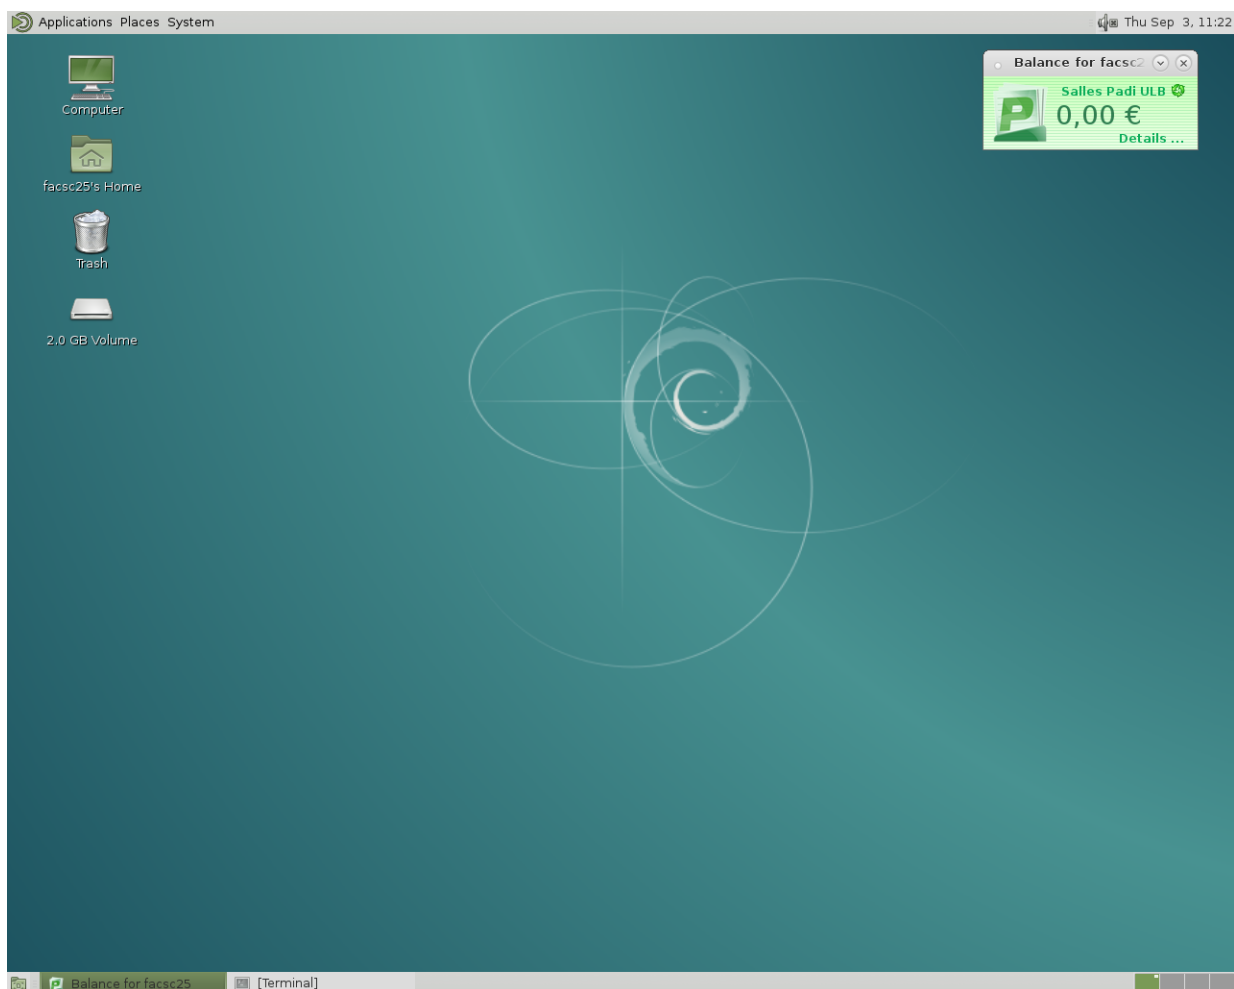 Applications Places System
Thu Sep 3, 11:22
Computer
facsc25's Home
Trash
2.0 GB Volume
Balance for facsc2
Salles Padi ULB
0,00 €
Details ...
Balance for facsc25
[Terminal]